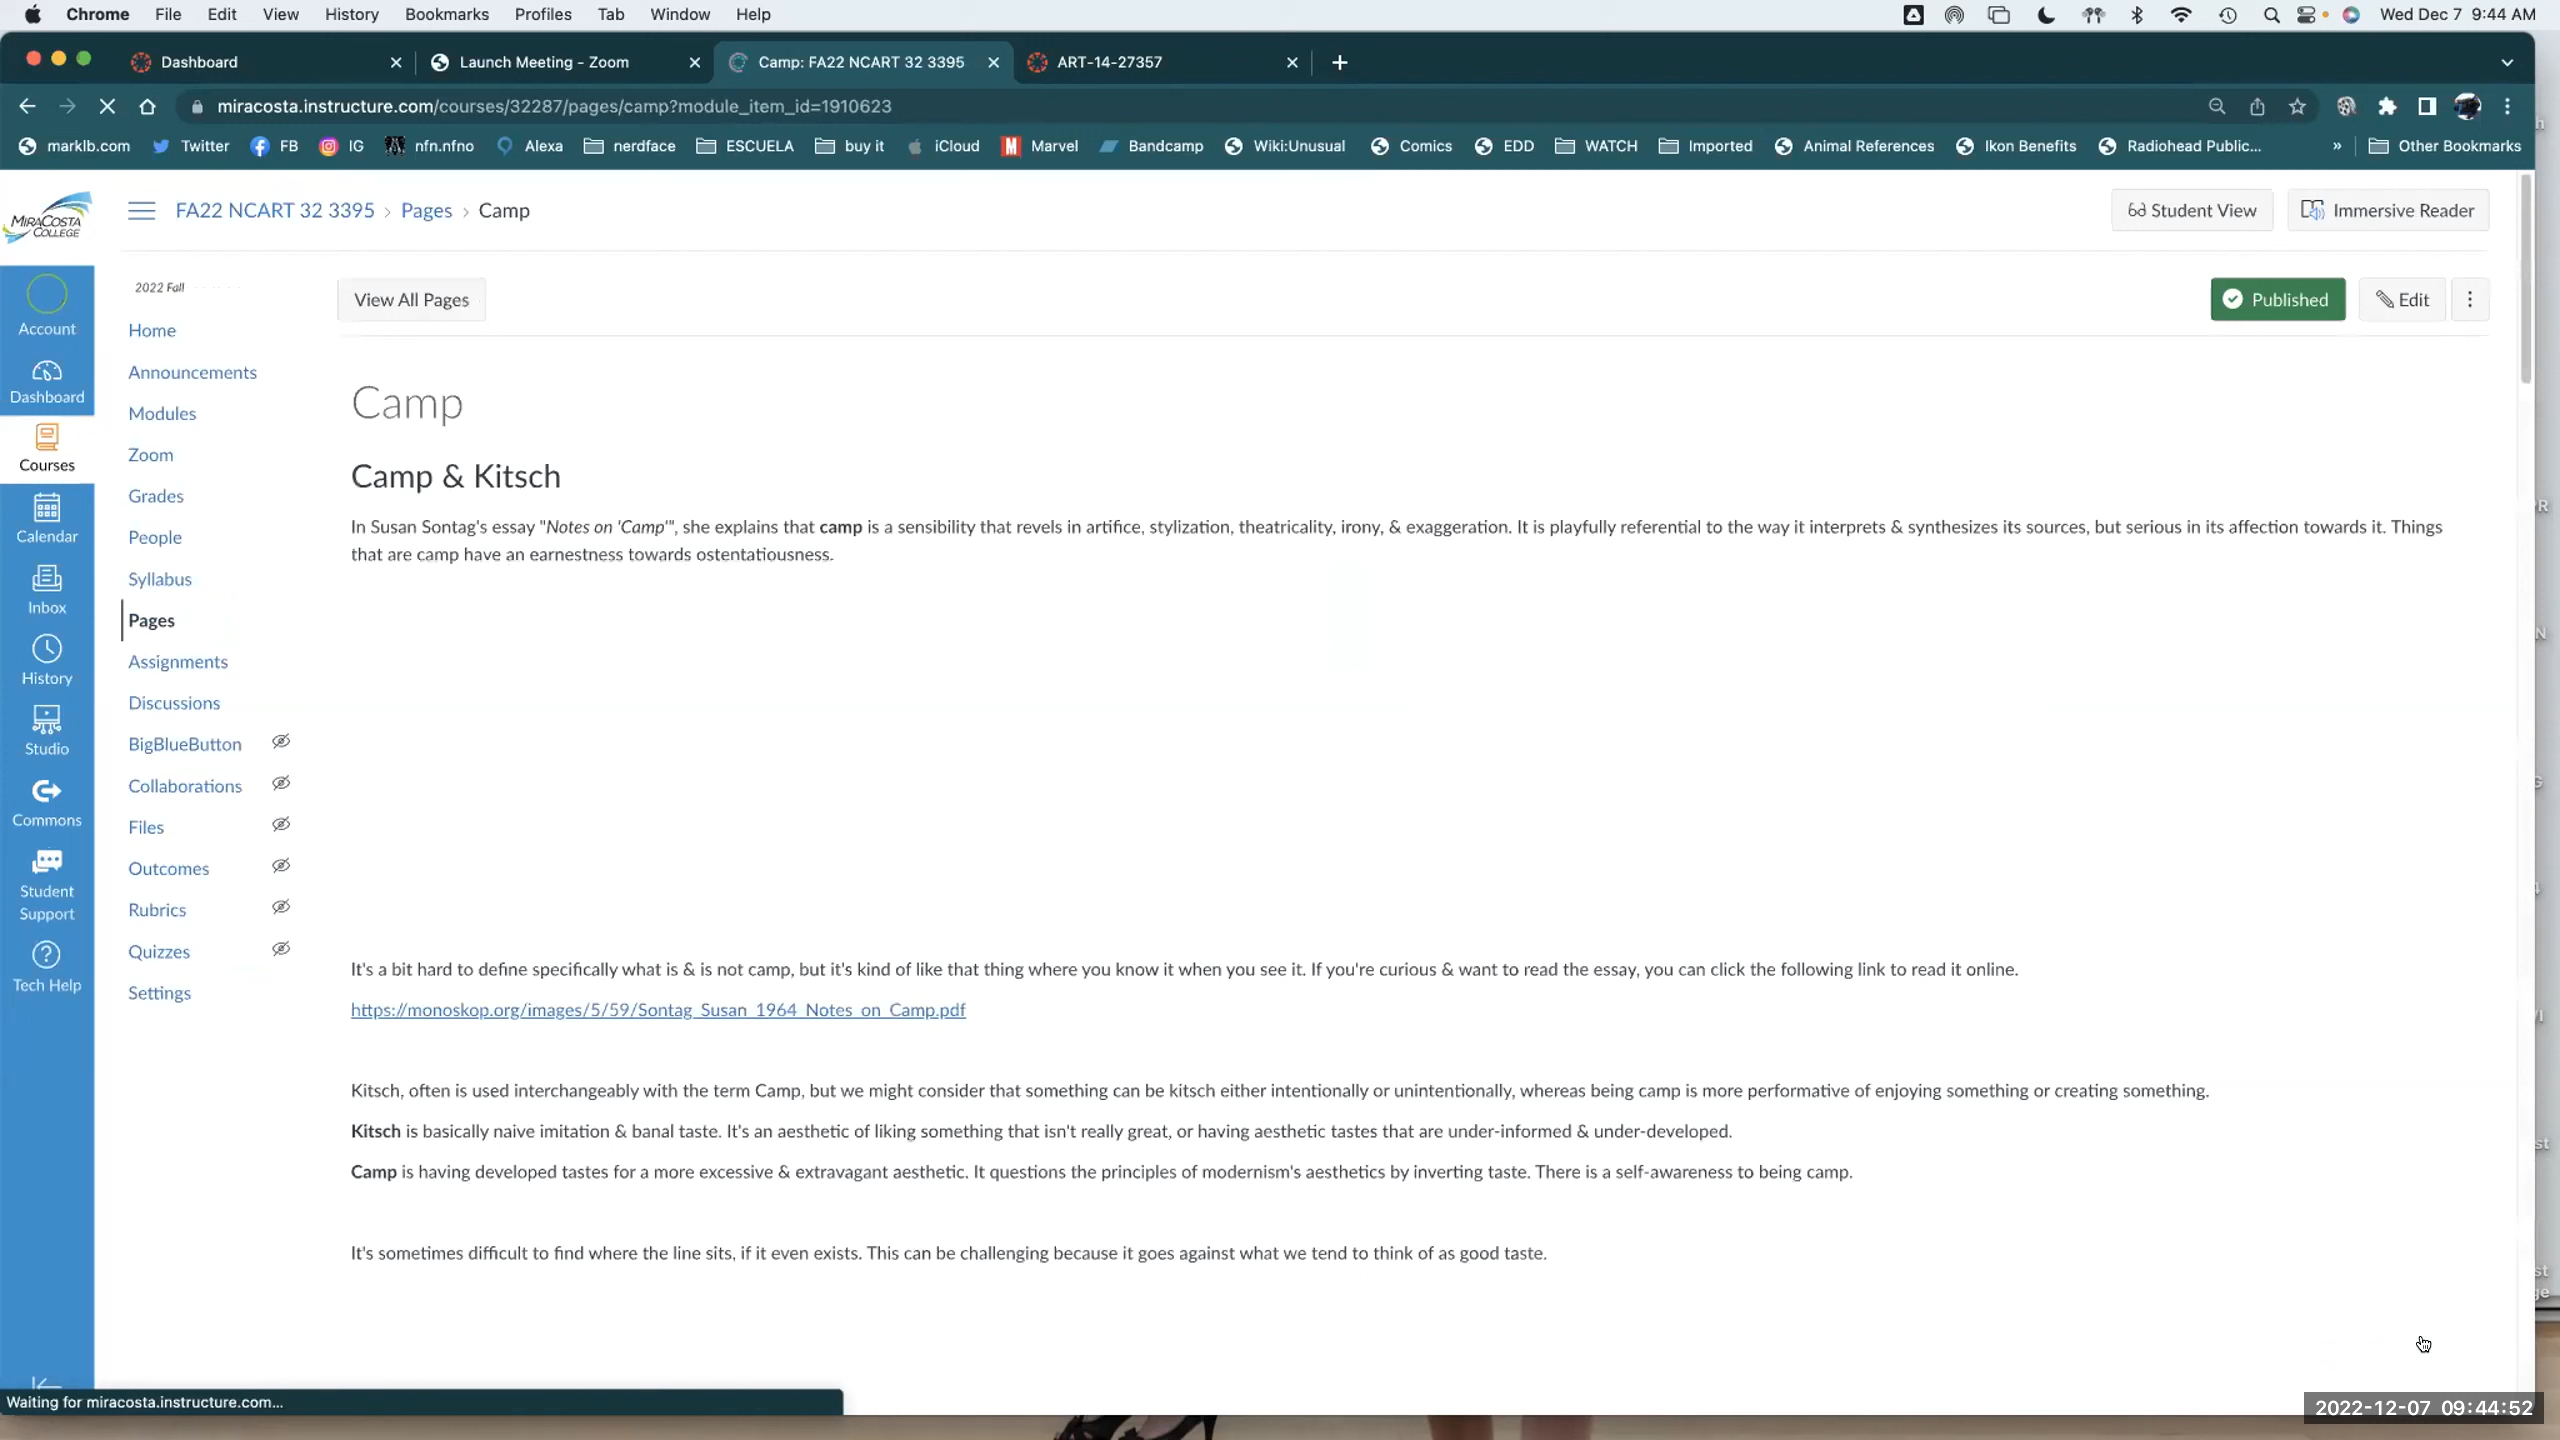 Chrome File Edit View History Bookmarks Profiles Tab Window Help Wed Dec 7 9:44 AM
Dashboard Launch Meeting - Zoom Camp: FA22 NCART 32 3395 ART-14-27357
miracosta.instructure.com/courses/32287/pages/camp?module_item_id=1910623
marklb.com Twitter FB IG nfn.nfno Alexa nerdface ESCUELA buy it iCloud Marvel Bandcamp Wiki:Unusual Comics EDD WATCH Imported Animal References Ikon Benefits Radiohead Public... » Other Bookmarks
MIRACOSTA COLLEGE
FA22 NCART 32 3395 › Pages › Camp
Student View Immersive Reader
Account
Dashboard
Courses
Calendar
Inbox
History
Studio
Commons
Student Support
Tech Help
2022 Fall
Home
Announcements
Modules
Zoom
Grades
People
Syllabus
Pages
Assignments
Discussions
BigBlueButton
Collaborations
Files
Outcomes
Rubrics
Quizzes
Settings
View All Pages
Published Edit
Camp
Camp & Kitsch
In Susan Sontag's essay "Notes on 'Camp'", she explains that camp is a sensibility that revels in artifice, stylization, theatricality, irony, & exaggeration. It is playfully referential to the way it interprets & synthesizes its sources, but serious in its affection towards it. Things
that are camp have an earnestness towards ostentatiousness.
It's a bit hard to define specifically what is & is not camp, but it's kind of like that thing where you know it when you see it. If you're curious & want to read the essay, you can click the following link to read it online.
https://monoskop.org/images/5/59/Sontag_Susan_1964_Notes_on_Camp.pdf
Kitsch, often is used interchangeably with the term Camp, but we might consider that something can be kitsch either intentionally or unintentionally, whereas being camp is more performative of enjoying something or creating something.
Kitsch is basically naive imitation & banal taste. It's an aesthetic of liking something that isn't really great, or having aesthetic tastes that are under-informed & under-developed.
Camp is having developed tastes for a more excessive & extravagant aesthetic. It questions the principles of modernism's aesthetics by inverting taste. There is a self-awareness to being camp.
It's sometimes difficult to find where the line sits, if it even exists. This can be challenging because it goes against what we tend to think of as good taste.
Waiting for miracosta.instructure.com...
2022-12-07 09:44:52